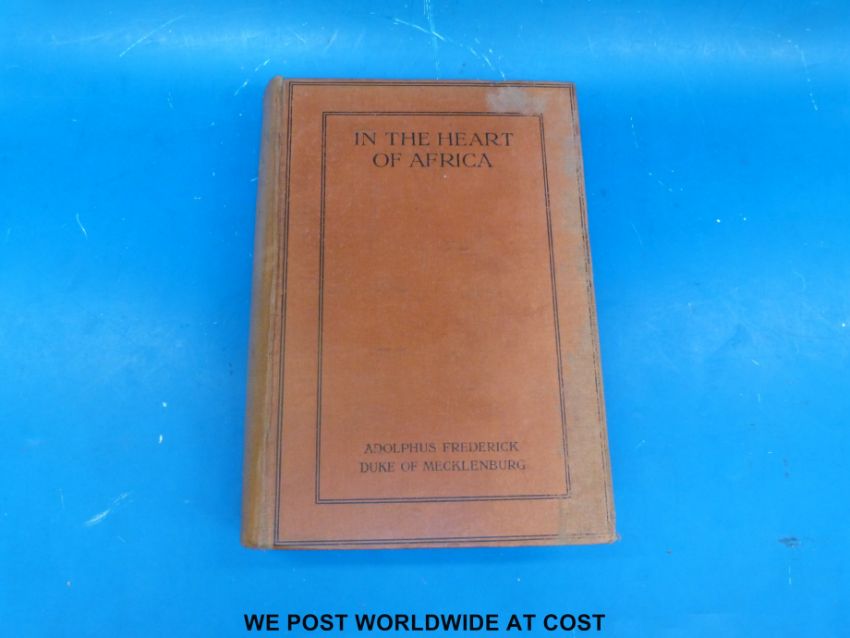 IN THE HEART
OF AFRICA
ADOLPHUS FREDERICK
DUKE OF MECKLENBURG
WE POST WORLDWIDE AT COST